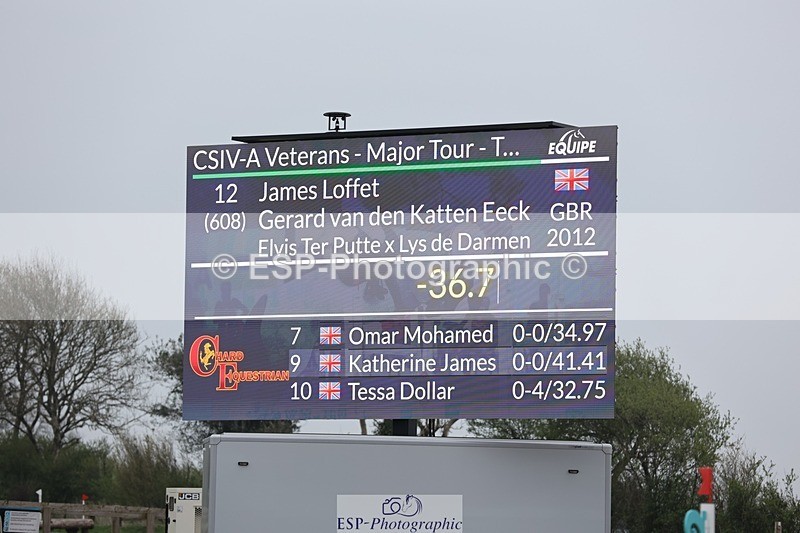 CSIV-A Veterans - Major Tour - T...
EQUIPE
12 James Loffet
(608) Gerard van den Katten Eeck GBR
Elvis Ter Putte x Lys de Darmen 2012
© ESP-Photographic ©
-36.7
7 Omar Mohamed 0-0/34.97
CHARD EQUESTRIAN
9 Katherine James 0-0/41.41
10 Tessa Dollar 0-4/32.75
JCB
ESP-Photographic